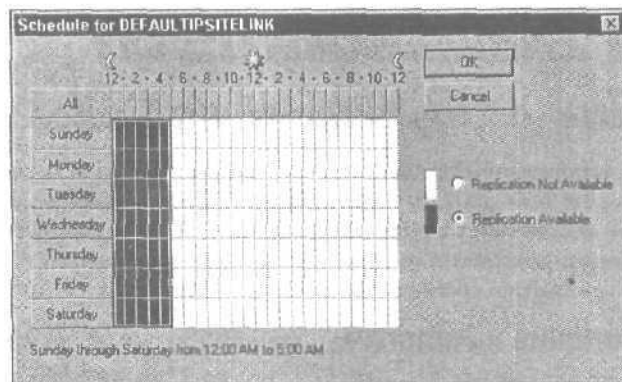 Schedule for DEFAULTIPSITELINK
12 · 2 · 4 · 6 · 8 · 10 · 12 · 2 · 4 · 6 · 8 · 10 · 12
OK
Cancel
All
Sunday
Monday
Tuesday
Wednesday
Thursday
Friday
Saturday
Replication Not Available
Replication Available
Sunday through Saturday from 12:00 AM to 5:00 AM